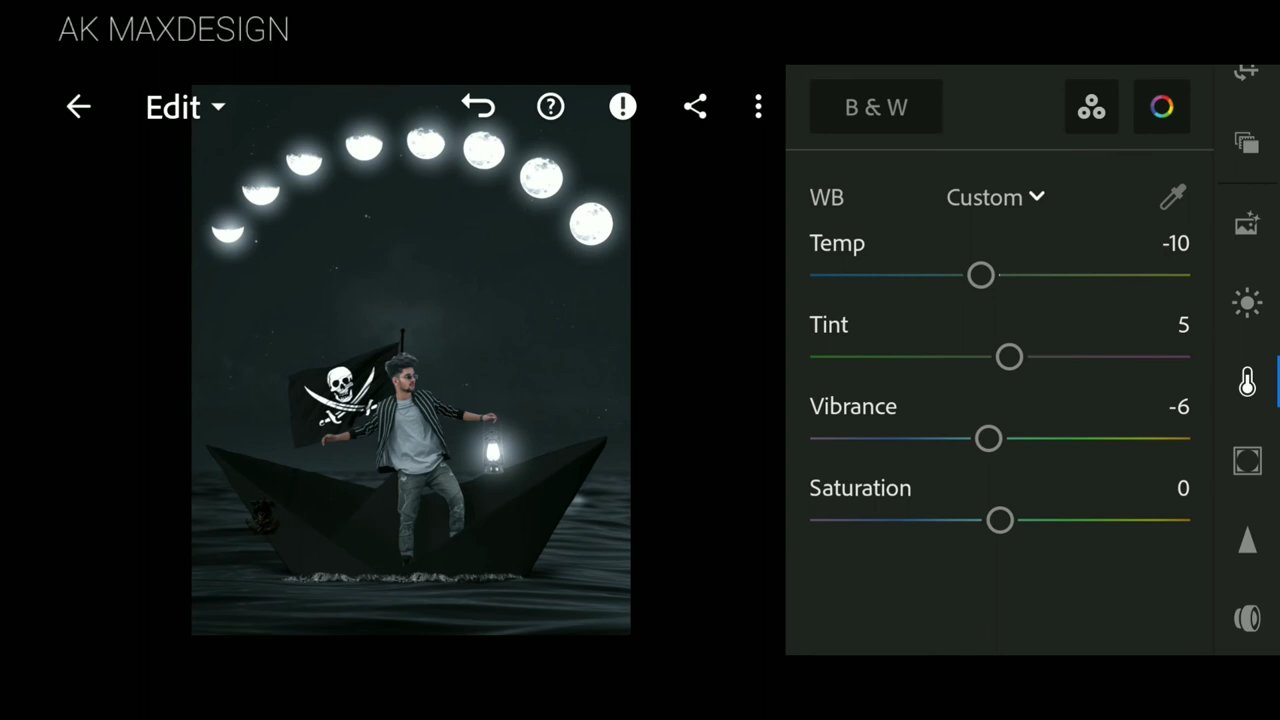 AK MAXDESIGN
Edit
B & W
WB Custom
Temp -10
Tint 5
Vibrance -6
Saturation 0